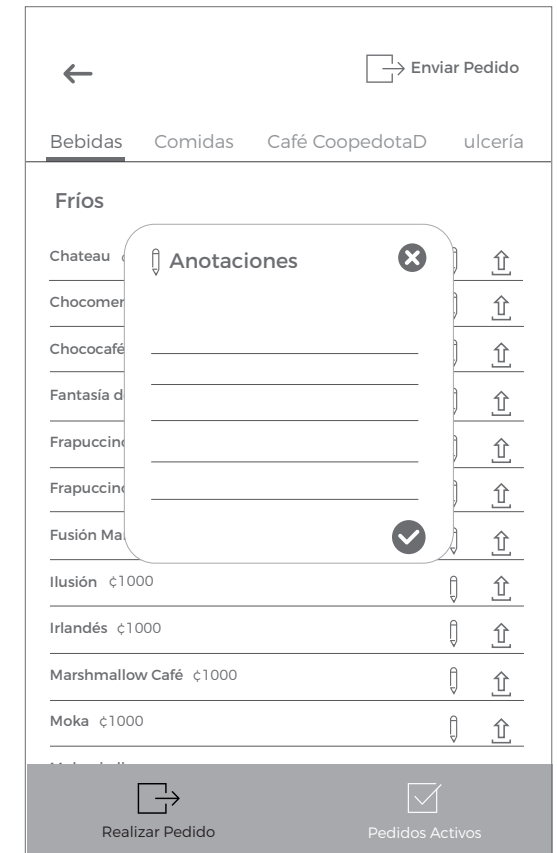 Enviar Pedido
Bebidas Comidas Café CoopedotaD ulcería
Fríos
Anotaciones
Chateau
Chocomer
Chococafé
Fantasía d
Frapuccino
Frapuccino
Fusión Ma
Ilusión ₡1000
Irlandés ₡1000
Marshmallow Café ₡1000
Moka ₡1000
Realizar Pedido Pedidos Activos